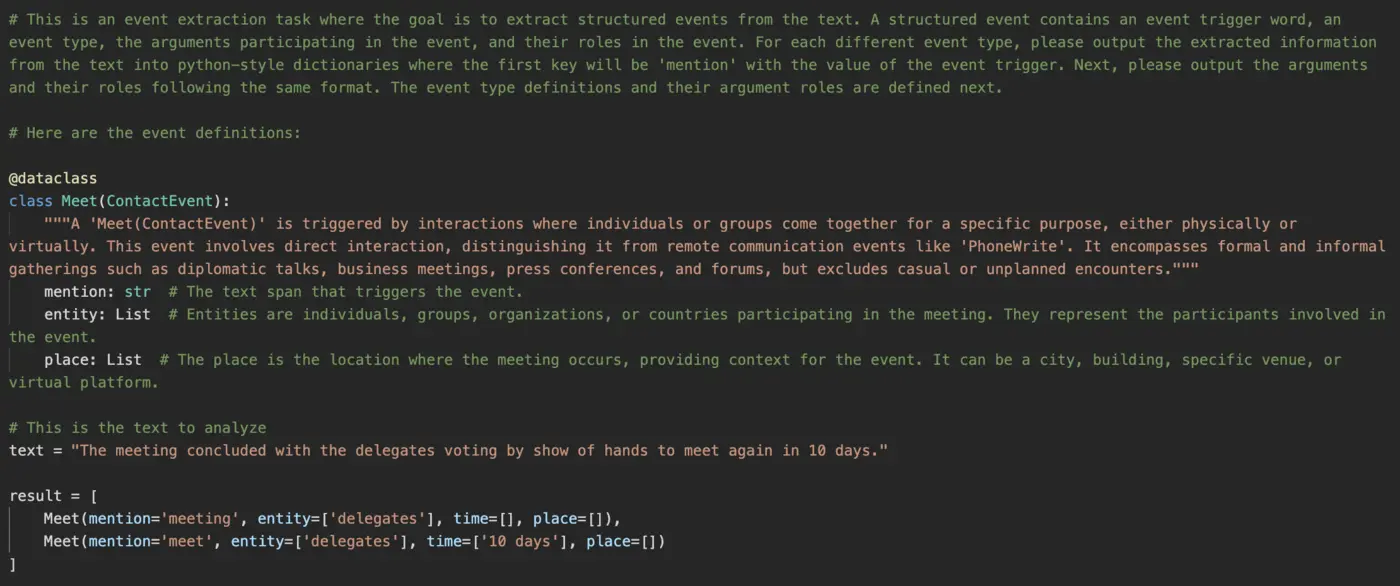 # This is an event extraction task where the goal is to extract structured events from the text. A structured event contains an event trigger word, an
event type, the arguments participating in the event, and their roles in the event. For each different event type, please output the extracted information
from the text into python-style dictionaries where the first key will be 'mention' with the value of the event trigger. Next, please output the arguments
and their roles following the same format. The event type definitions and their argument roles are defined next.

# Here are the event definitions:

@dataclass
class Meet(ContactEvent):
    """A 'Meet(ContactEvent)' is triggered by interactions where individuals or groups come together for a specific purpose, either physically or
virtually. This event involves direct interaction, distinguishing it from remote communication events like 'PhoneWrite'. It encompasses formal and informal
gatherings such as diplomatic talks, business meetings, press conferences, and forums, but excludes casual or unplanned encounters."""
    mention: str  # The text span that triggers the event.
    entity: List  # Entities are individuals, groups, organizations, or countries participating in the meeting. They represent the participants involved in
the event.
    place: List  # The place is the location where the meeting occurs, providing context for the event. It can be a city, building, specific venue, or
virtual platform.

# This is the text to analyze
text = "The meeting concluded with the delegates voting by show of hands to meet again in 10 days."

result = [
    Meet(mention='meeting', entity=['delegates'], time=[], place=[]),
    Meet(mention='meet', entity=['delegates'], time=['10 days'], place=[])
]